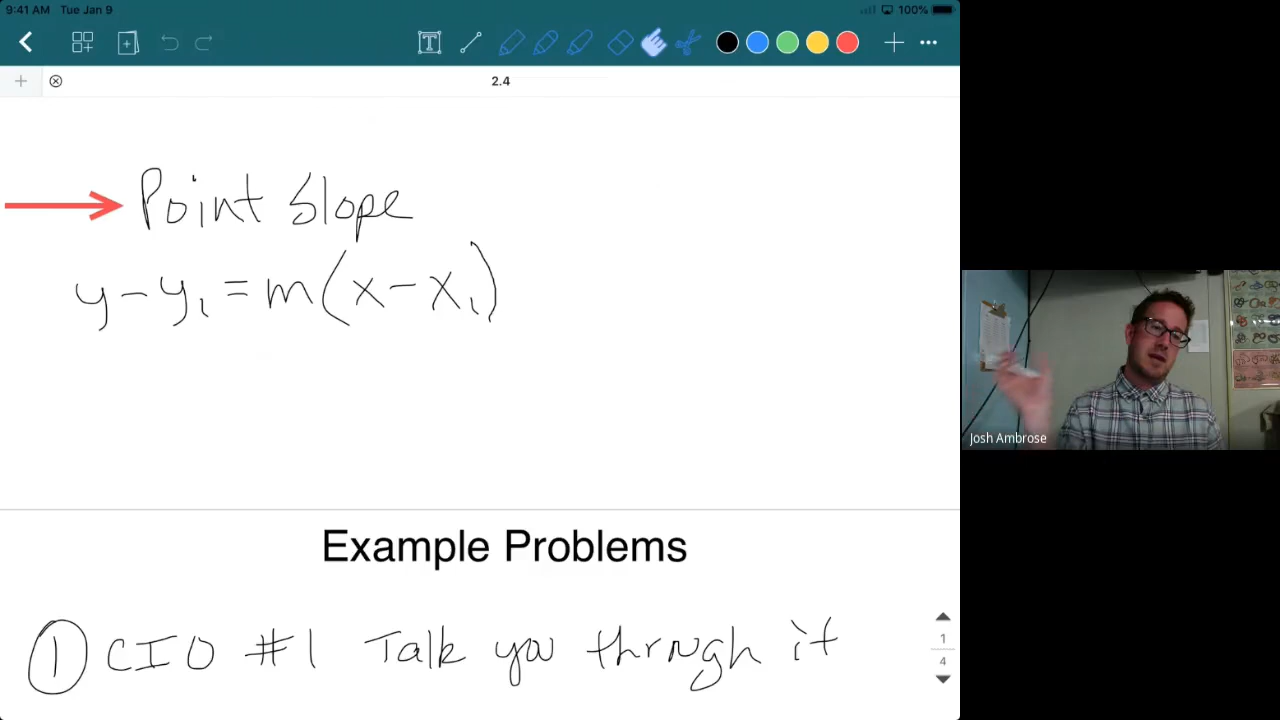 9:41 AM Tue Jan 9
100%
2.4
Point Slope
y - y₁ = m(x - x₁)
Example Problems
① CIO #1 Talk you through it
1
4
Josh Ambrose